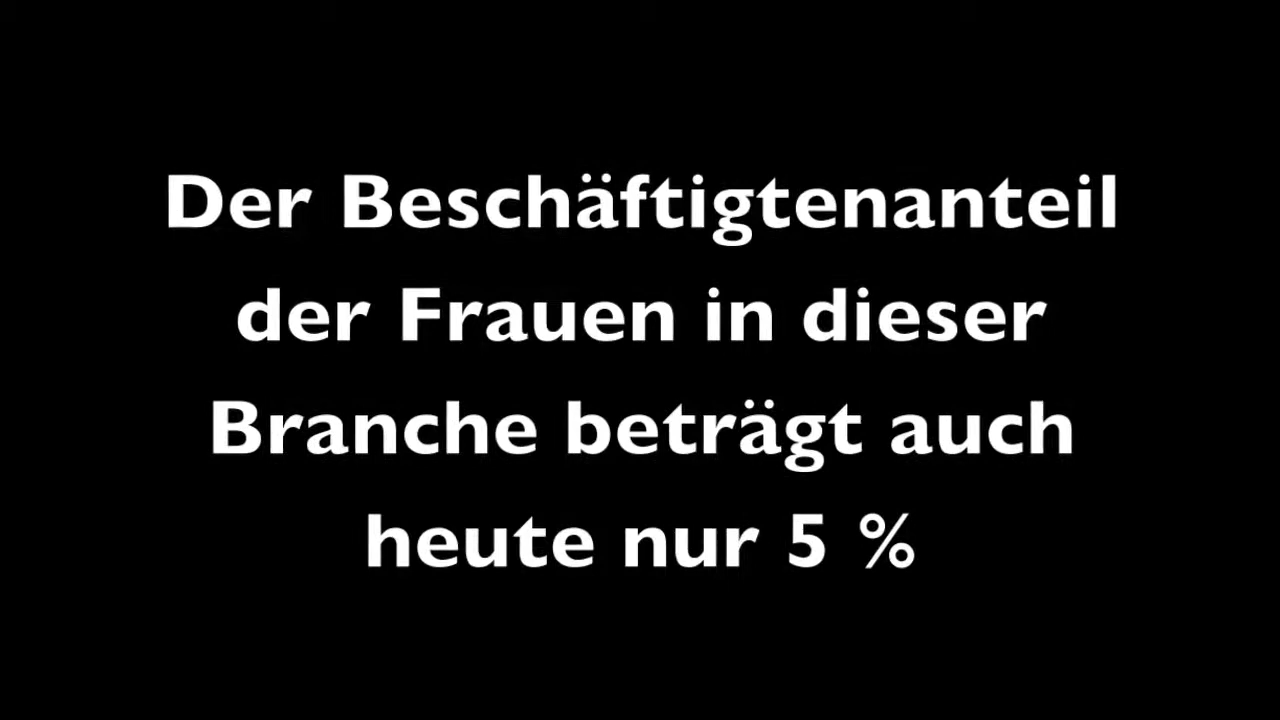 Der Beschäftigtenanteil
der Frauen in dieser
Branche beträgt auch
heute nur 5 %